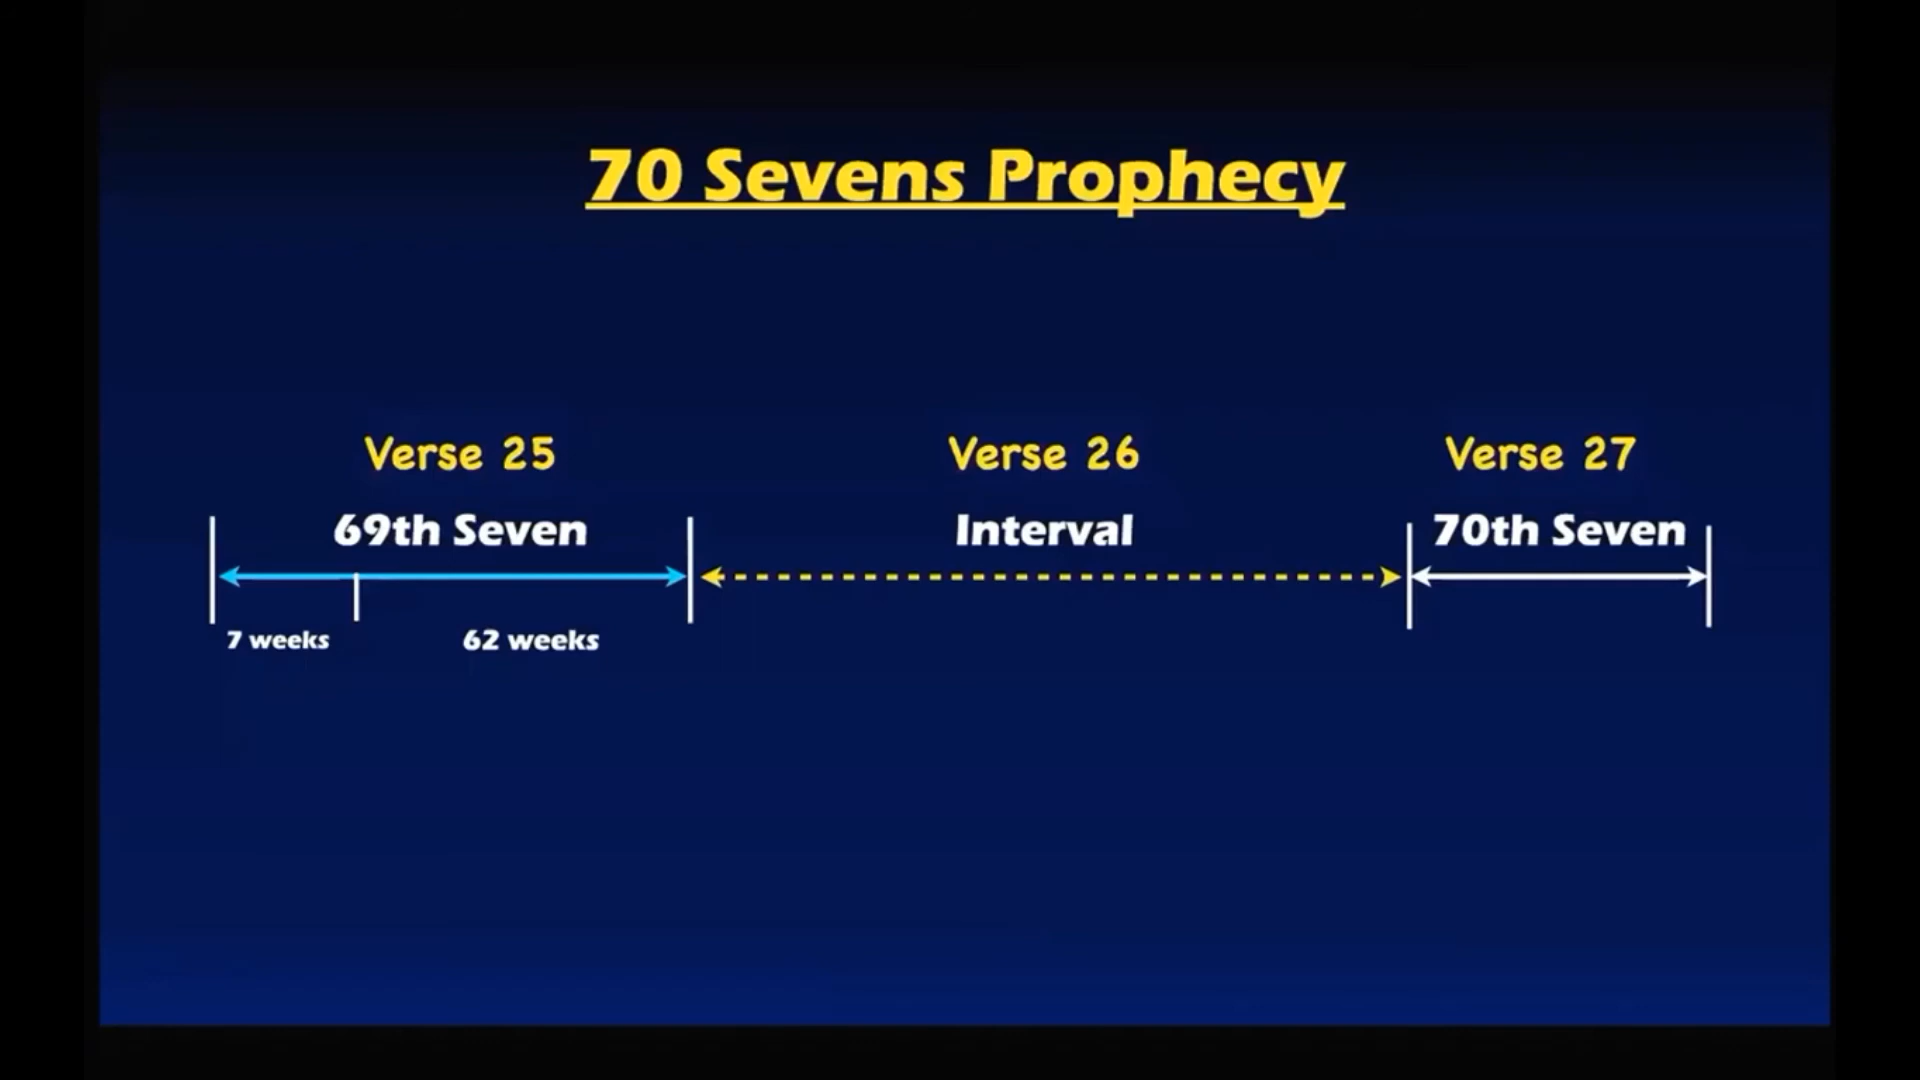 70 Sevens Prophecy
Verse 25
Verse 26
Verse 27
69th Seven
Interval
70th Seven
7 weeks
62 weeks